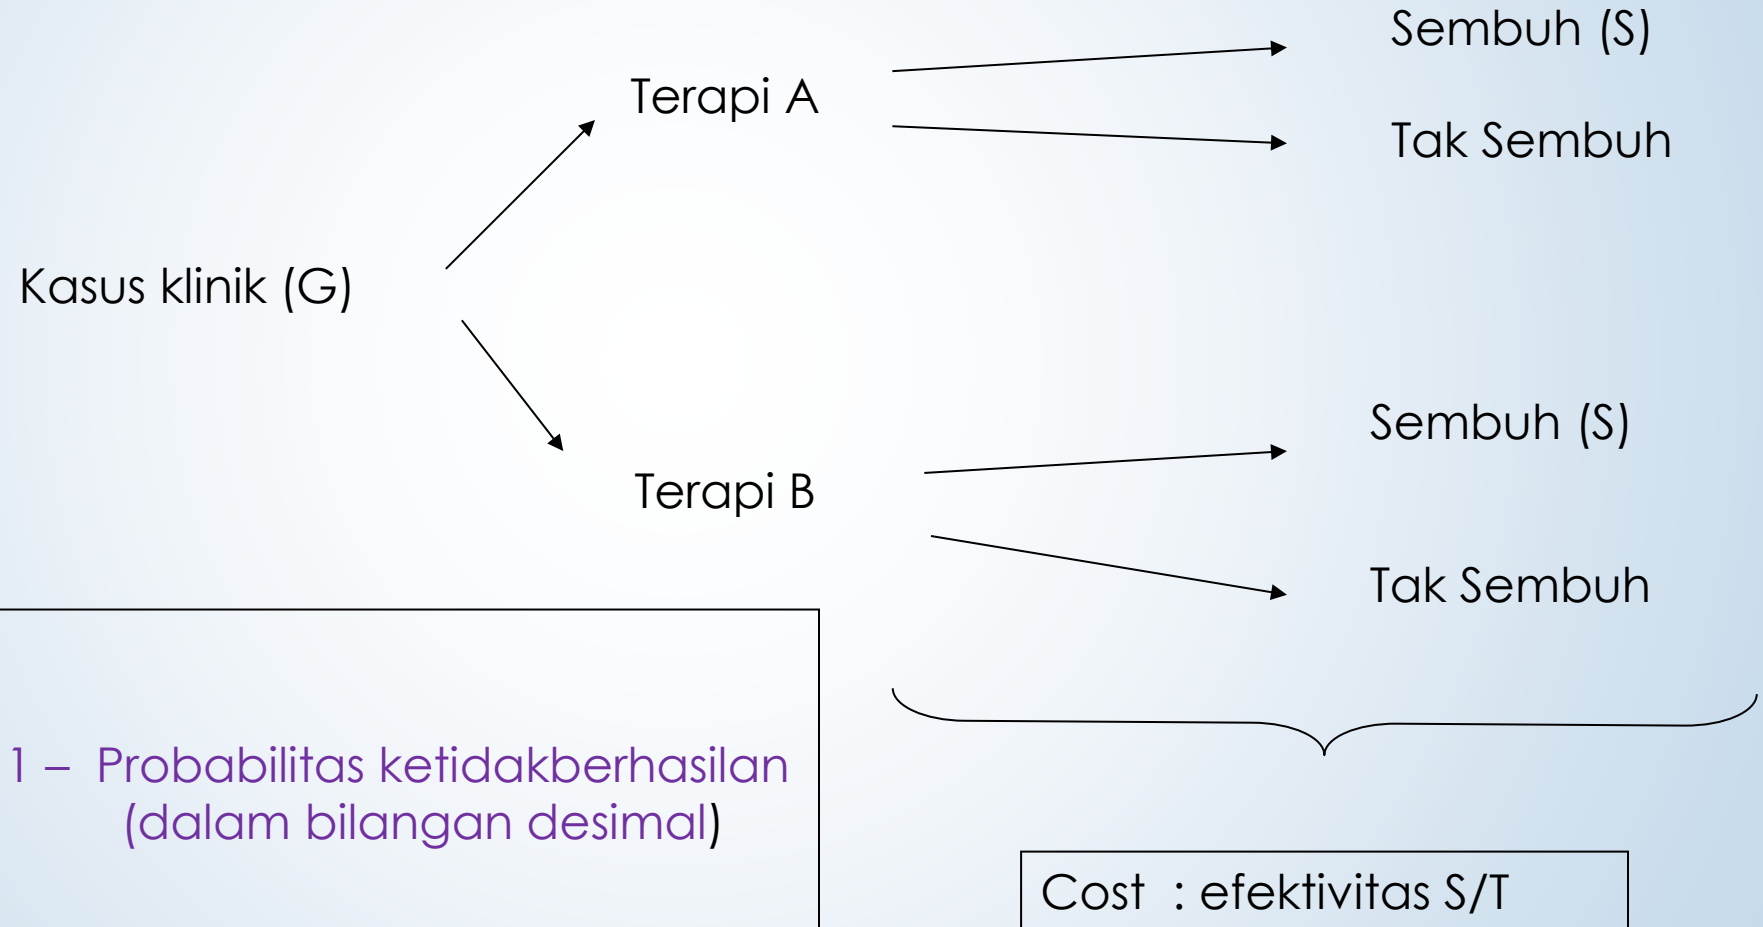 Sembuh (S)
Terapi A
Tak Sembuh
Kasus klinik (G)
Sembuh (S)
Terapi B
Tak Sembuh
1 – Probabilitas ketidakberhasilan
(dalam bilangan desimal)
Cost : efektivitas S/T